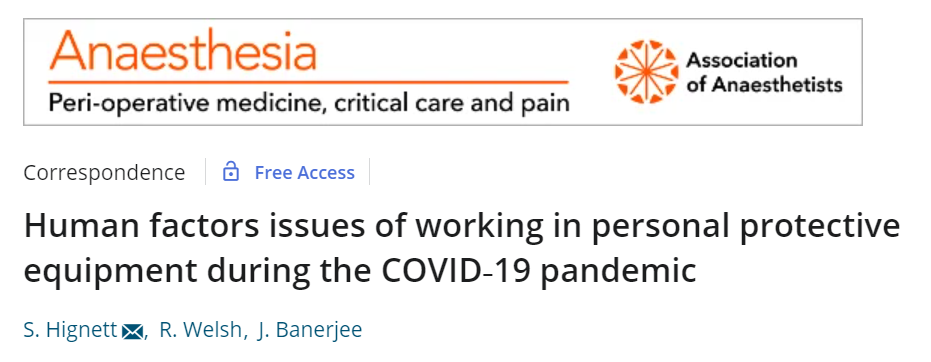 Anaesthesia
Peri-operative medicine, critical care and pain
Association
of Anaesthetists
Correspondence
Free Access
Human factors issues of working in personal protective
equipment during the COVID-19 pandemic
S. Hignett, R. Welsh, J. Banerjee